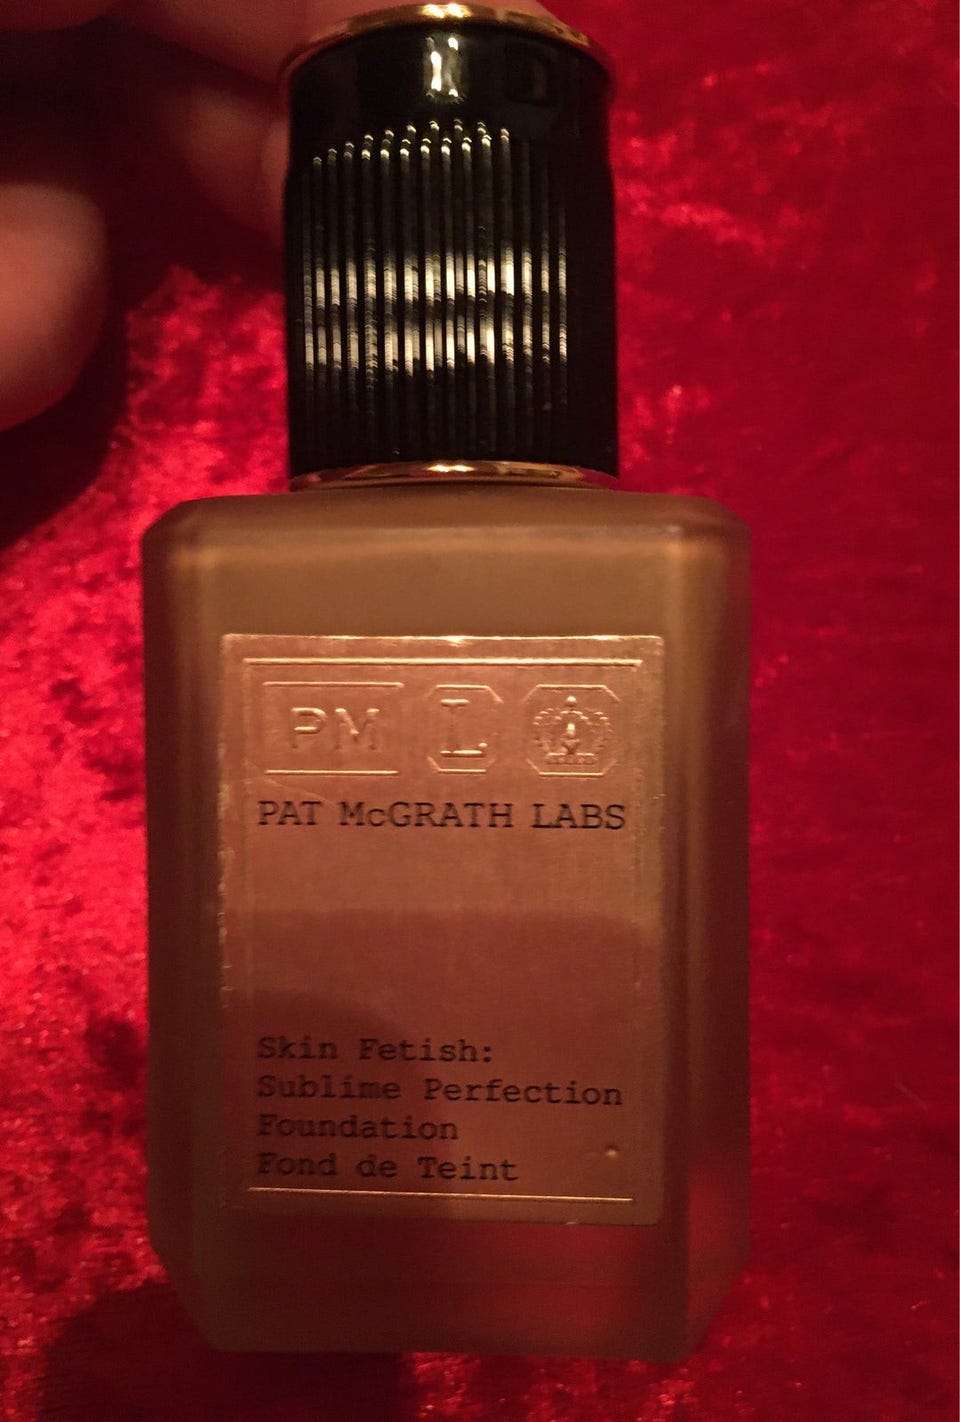 PM L
PAT McGRATH LABS
Skin Fetish:
Sublime Perfection
Foundation
Fond de Teint